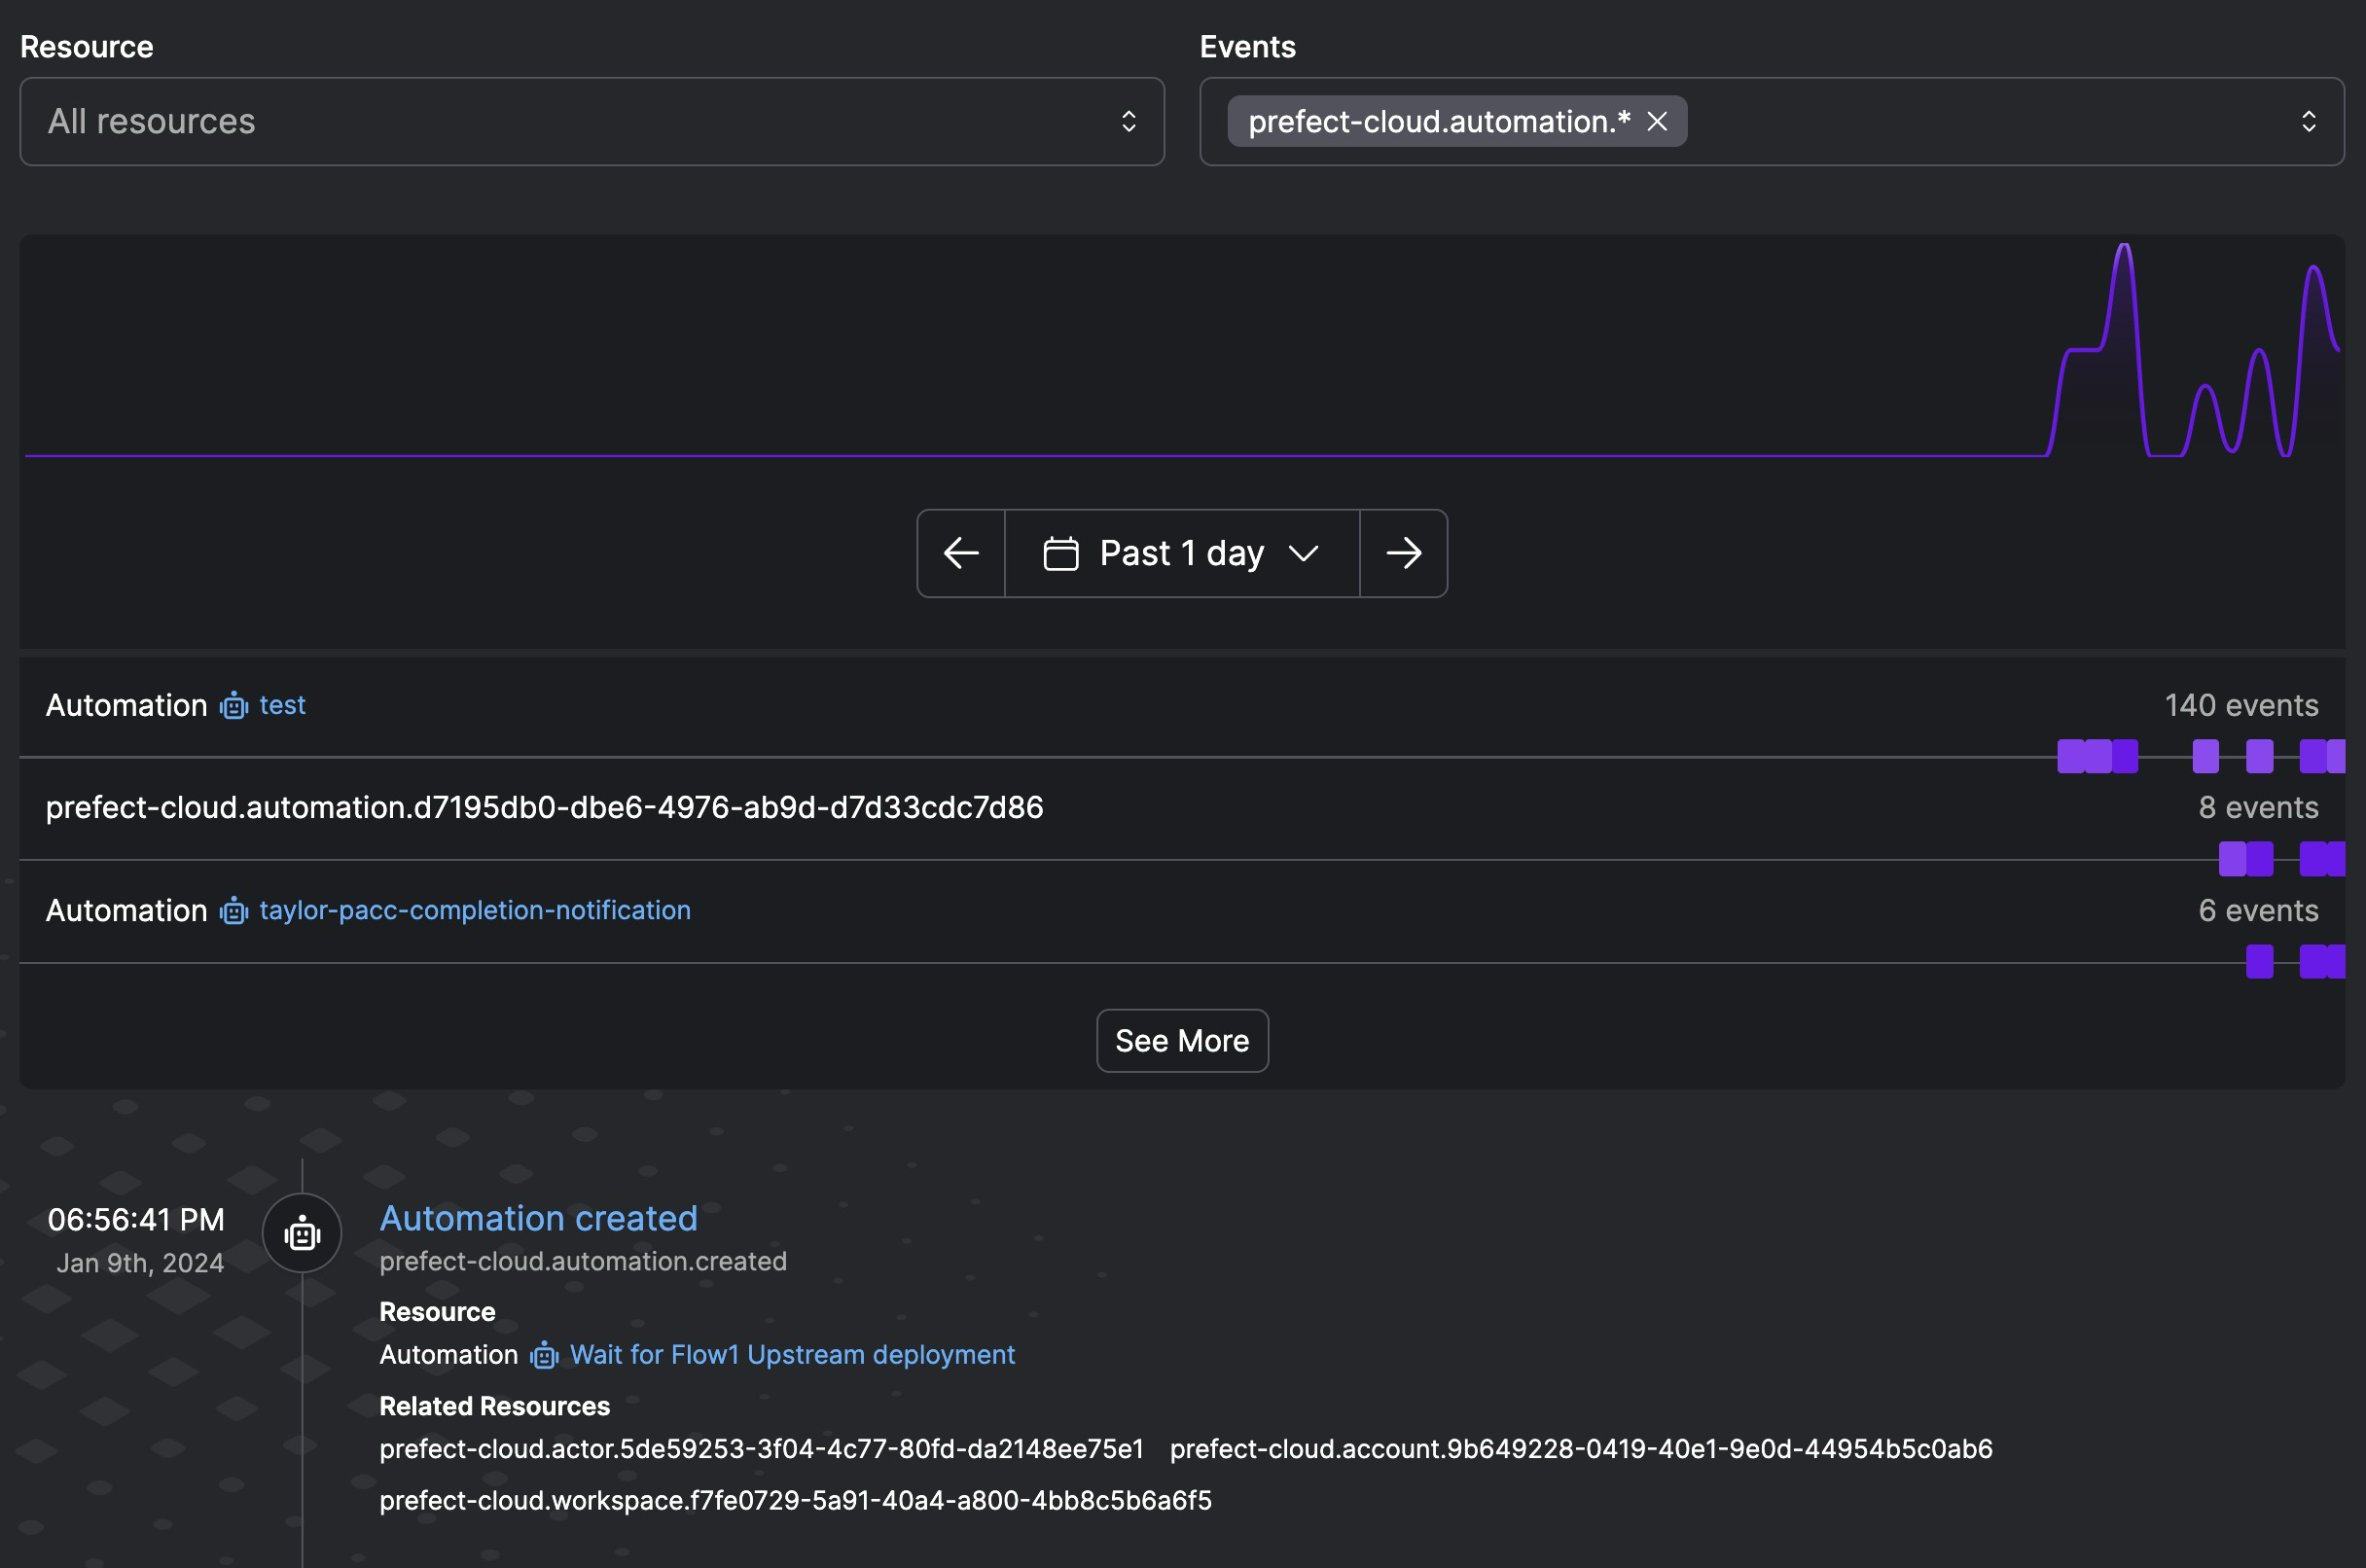 Resource
Events
All resources
prefect-cloud.automation.*
Past 1 day
Automation test
140 events
prefect-cloud.automation.d7195db0-dbe6-4976-ab9d-d7d33cdc7d86
8 events
Automation taylor-pacc-completion-notification
6 events
See More
06:56:41 PM
Jan 9th, 2024
Automation created
prefect-cloud.automation.created
Resource
Automation Wait for Flow1 Upstream deployment
Related Resources
prefect-cloud.actor.5de59253-3f04-4c77-80fd-da2148ee75e1 prefect-cloud.account.9b649228-0419-40e1-9e0d-44954b5c0ab6
prefect-cloud.workspace.f7fe0729-5a91-40a4-a800-4bb8c5b6a6f5